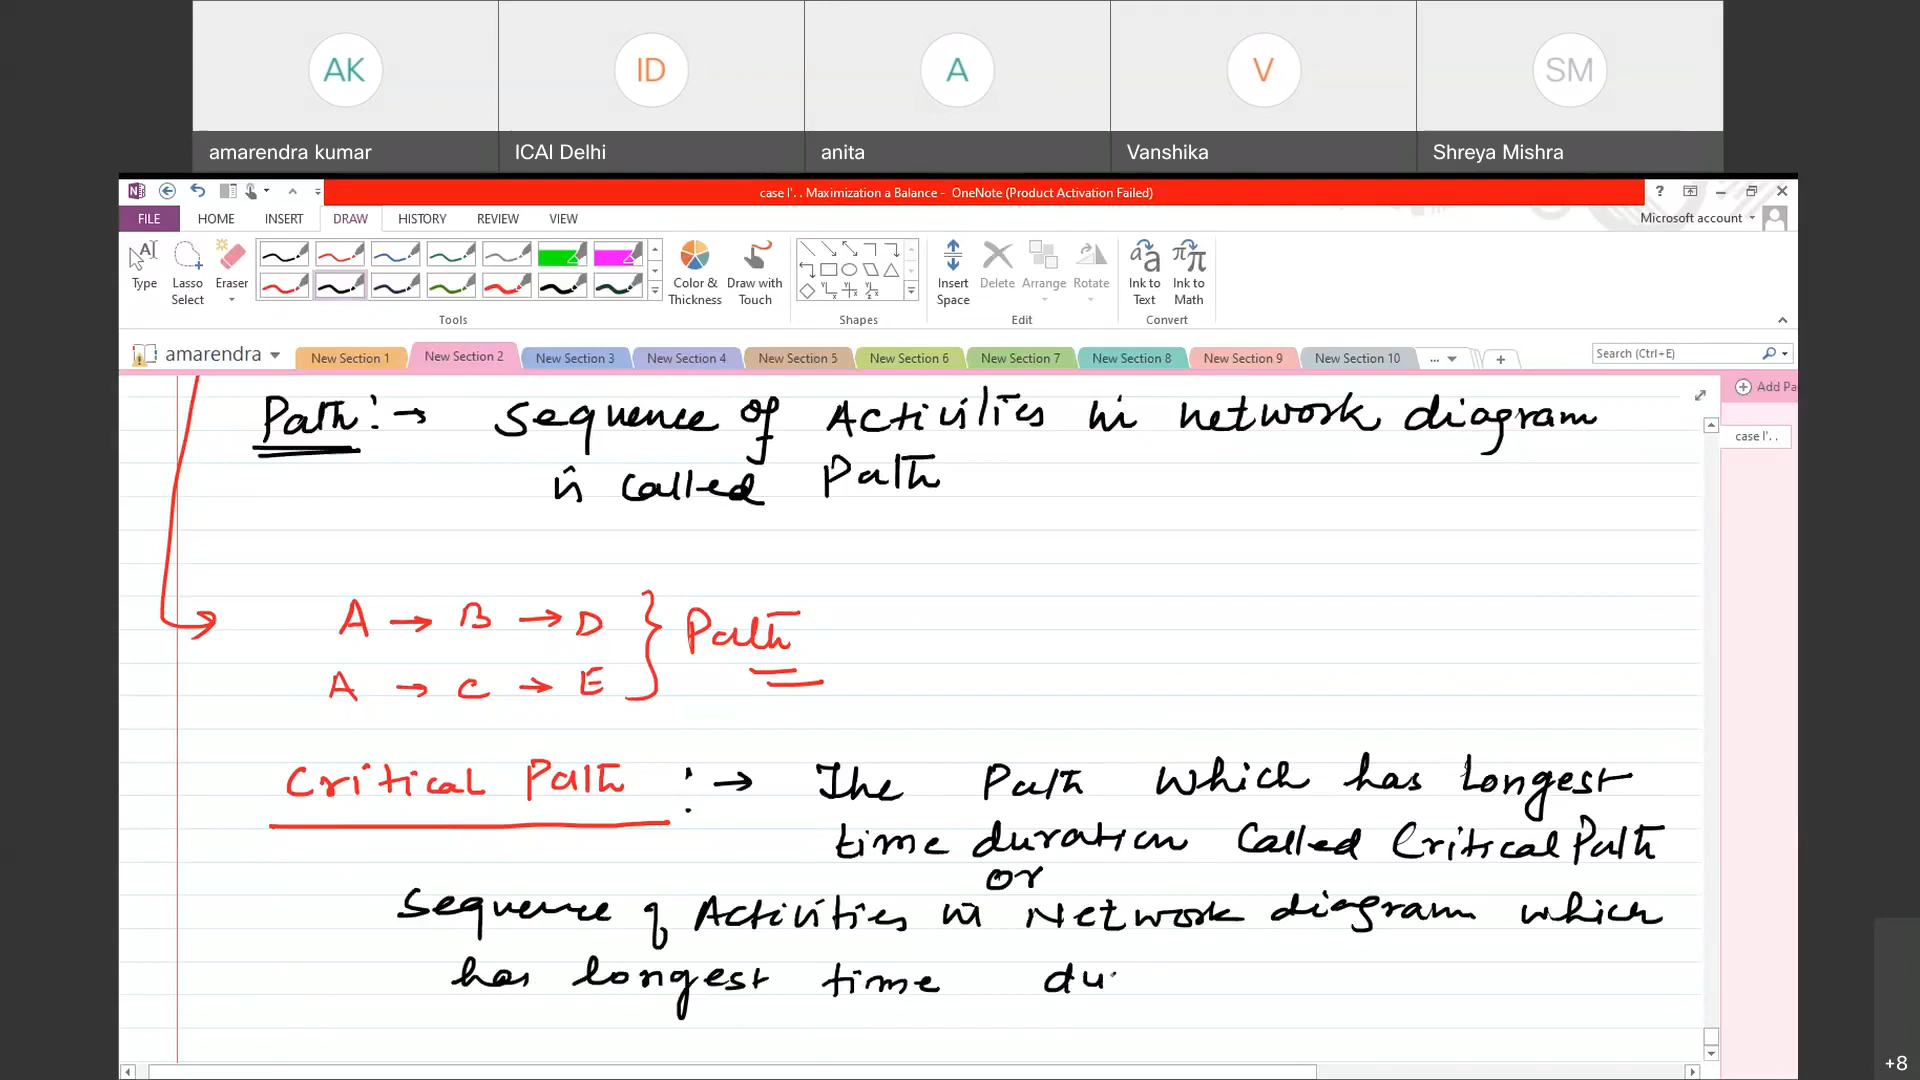 AK
ID
A
V
SM
amarendra kumar
ICAI Delhi
anita
Vanshika
Shreya Mishra
case I'. . Maximization a Balance - OneNote (Product Activation Failed)
FILE HOME INSERT DRAW HISTORY REVIEW VIEW
Microsoft account
Type
Lasso Select
Eraser
Color & Thickness
Draw with Touch
Insert Space
Delete
Arrange
Rotate
Ink to Text
Ink to Math
Tools
Shapes
Edit
Convert
amarendra
New Section 1 New Section 2 New Section 3 New Section 4 New Section 5 New Section 6 New Section 7 New Section 8 New Section 9 New Section 10 ...
Search (Ctrl+E)
Add Pa
case I'. .
Path :→ Sequence of Activities in network diagram
is called Path
A → B → D
A → C → E
} Path
Critical Path :→ The Path which has longest
time duration called Critical Path
or
Sequence of Activities in Network diagram which
has longest time du
+8